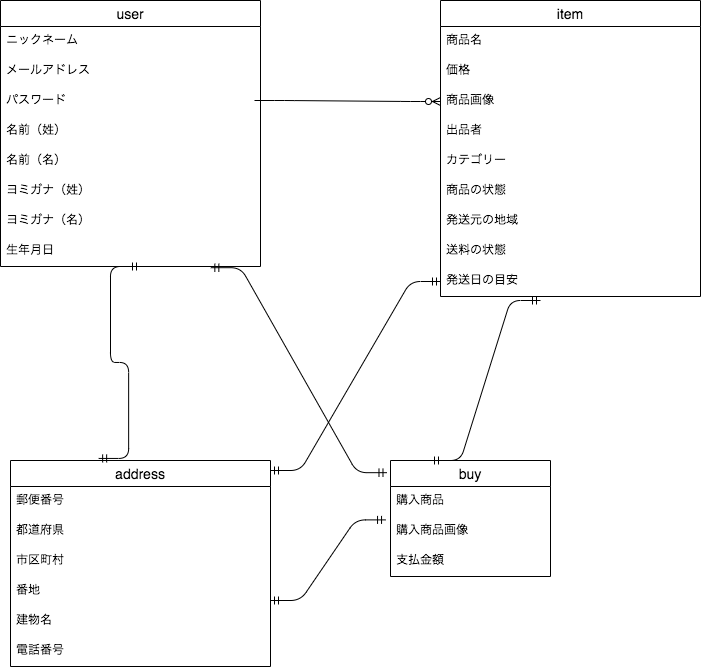 user
ニックネーム
メールアドレス
パスワード
名前（姓）
名前（名）
ヨミガナ（姓）
ヨミガナ（名）
生年月日
item
商品名
価格
商品画像
出品者
カテゴリー
商品の状態
発送元の地域
送料の状態
発送日の目安
address
郵便番号
都道府県
市区町村
番地
建物名
電話番号
buy
購入商品
購入商品画像
支払金額